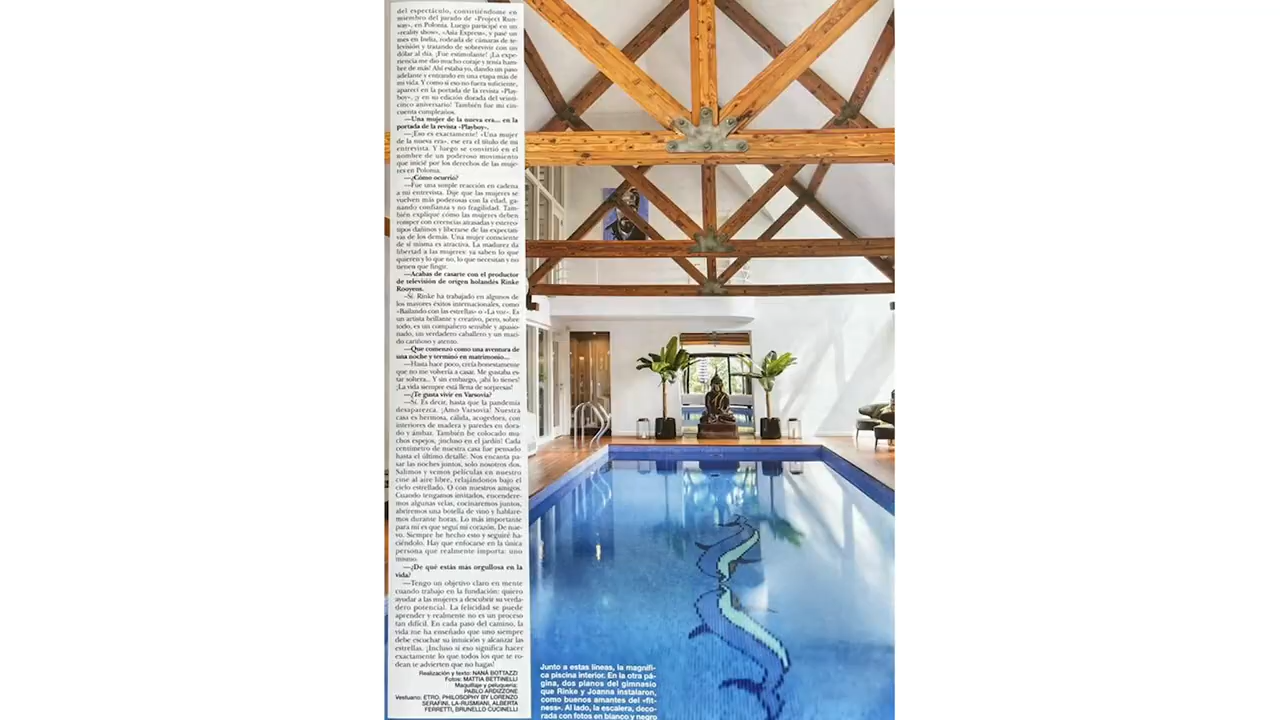 del espectáculo, convirtiéndome en
miembro del jurado de «Project Run-
way», en Polonia. Luego participé en un
«reality show», «Asia Express», y pasé un
mes en India, rodeada de cámaras de te-
levisión y tratando de sobrevivir con un
dólar al día. ¡Fue estimulante! ¡La expe-
riencia me dio mucho coraje y tenía ham-
bre de más! Ahí estaba yo, dando un paso
adelante y entrando en una etapa más de
mi vida. Y como si eso no fuera suficiente,
aparecí en la portada de la revista «Play-
boy», ¡y en su edición dorada del veinti-
cinco aniversario! También fue mi cin-
cuenta cumpleaños.
—Una mujer de la nueva era... en la
portada de la revista «Playboy».
—¡Eso es exactamente! «Una mujer
de la nueva era», ese era el título de mi
entrevista. Y luego se convirtió en el
nombre de un poderoso movimiento
que inicié por los derechos de las muje-
res en Polonia.
—¿Cómo ocurrió?
—Fue una simple reacción en cadena
a mi entrevista. Dije que las mujeres se
vuelven más poderosas con la edad, ga-
nando confianza y no fragilidad. Tam-
bién expliqué cómo las mujeres deben
romper con creencias atrasadas y estereo-
tipos dañinos y liberarse de las expectati-
vas de los demás. Una mujer consciente
de sí misma es atractiva. La madurez da
libertad a las mujeres: ya saben lo que
quieren y lo que no, lo que necesitan y no
tienen que fingir.
—Acabas de casarte con el productor
de televisión de origen holandés Rinke
Rooyens.
—Sí. Rinke ha trabajado en algunos de
los mayores éxitos internacionales, como
«Bailando con las estrellas» o «La voz». Es
un artista brillante y creativo, pero, sobre
todo, es un compañero sensible y apasio-
nado, un verdadero caballero y un mari-
do cariñoso y atento.
—Que comenzó como una aventura de
una noche y terminó en matrimonio...
—Hasta hace poco, creía honestamente
que no me volvería a casar. Me gustaba es-
tar soltera... Y sin embargo, ¡ahí lo tienes!
¡La vida siempre está llena de sorpresas!
—¿Te gusta vivir en Varsovia?
—Sí. Es decir, hasta que la pandemia
desaparezca. ¡Amo Varsovia! Nuestra
casa es hermosa, cálida, acogedora, con
interiores de madera y paredes en dora-
do y ámbar. También he colocado mu-
chos espejos, ¡incluso en el jardín! Cada
centímetro de nuestra casa fue pensado
hasta el último detalle. Nos encanta pa-
sar las noches juntos, solo nosotros dos.
Salimos y vemos películas en nuestro
cine al aire libre, relajándonos bajo el
cielo estrellado. O con nuestros amigos.
Cuando tengamos invitados, encendere-
mos algunas velas, cocinaremos juntos,
abriremos una botella de vino y hablare-
mos durante horas. Lo más importante
para mí es que seguí mi corazón. De nue-
vo. Siempre he hecho esto y seguiré ha-
ciéndolo. Hay que enfocarse en la única
persona que realmente importa: uno
mismo.
—¿De qué estás más orgullosa en la
vida?
—Tengo un objetivo claro en mente
cuando trabajo en la fundación: quiero
ayudar a las mujeres a descubrir su verda-
dero potencial. La felicidad se puede
aprender y realmente no es un proceso
tan difícil. En cada paso del camino, la
vida me ha enseñado que uno siempre
debe escuchar su intuición y alcanzar las
estrellas. ¡Incluso si eso significa hacer
exactamente lo que todos los que te ro-
dean te advierten que no hagas!
Realización y texto: NANÁ BOTTAZZI
Fotos: MATTIA BETTINELLI
Maquillaje y peluquería:
PABLO ARDIZZONE
Vestuario: ETRO, PHILOSOPHY BY LORENZO
SERAFINI, LA-RUSMIANI, ALBERTA
FERRETTI, BRUNELLO CUCINELLI
Junto a estas líneas, la magnífi-
ca piscina interior. En la otra pá-
gina, dos planos del gimnasio
que Rinke y Joanna instalaron,
como buenos amantes del «fit-
ness». Al lado, la escalera, deco-
rada con fotos en blanco y negro